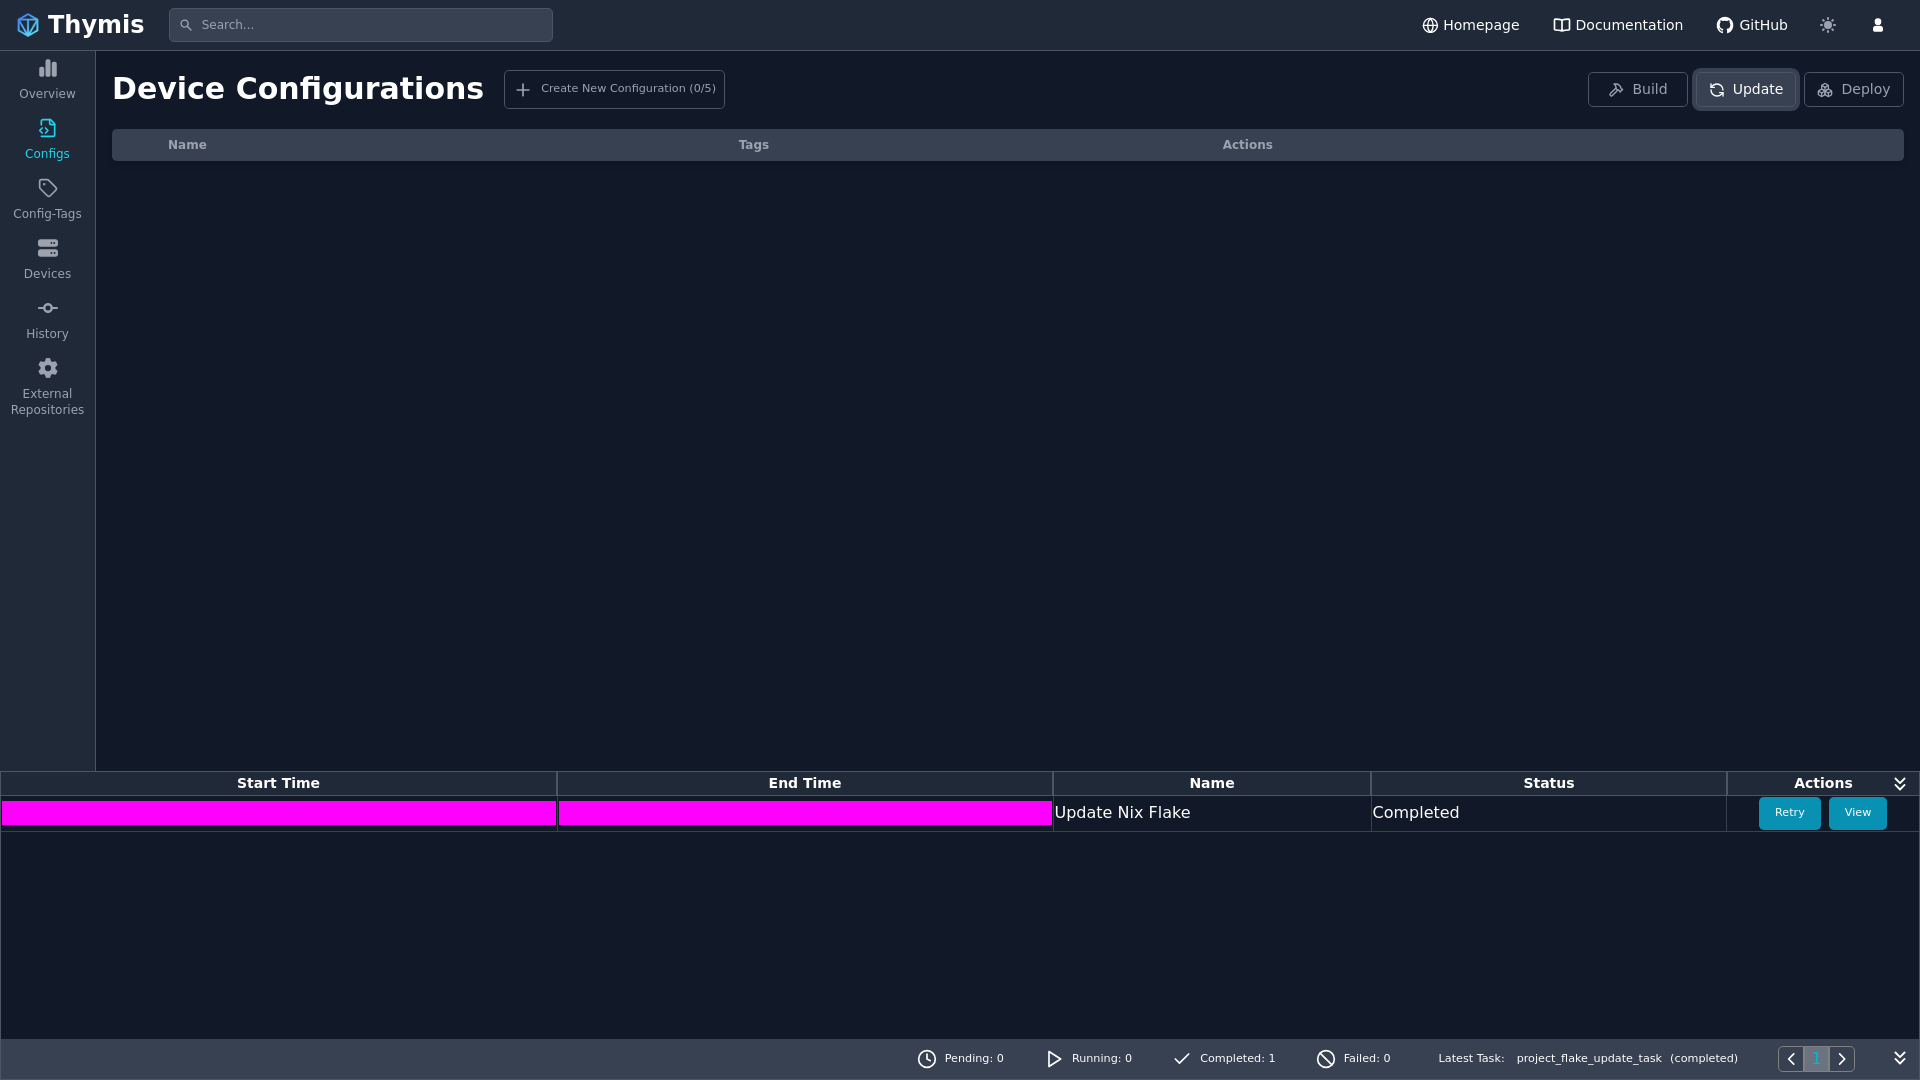 Thymis
Search...
Homepage
Documentation
GitHub
Overview
Configs
Config-Tags
Devices
History
External
Repositories
Device Configurations
Create New Configuration (0/5)
Build
Update
Deploy
Name Tags Actions
Start Time End Time Name Status Actions
Update Nix Flake Completed Retry View
Pending: 0 Running: 0 Completed: 1 Failed: 0 Latest Task: project_flake_update_task (completed) 1